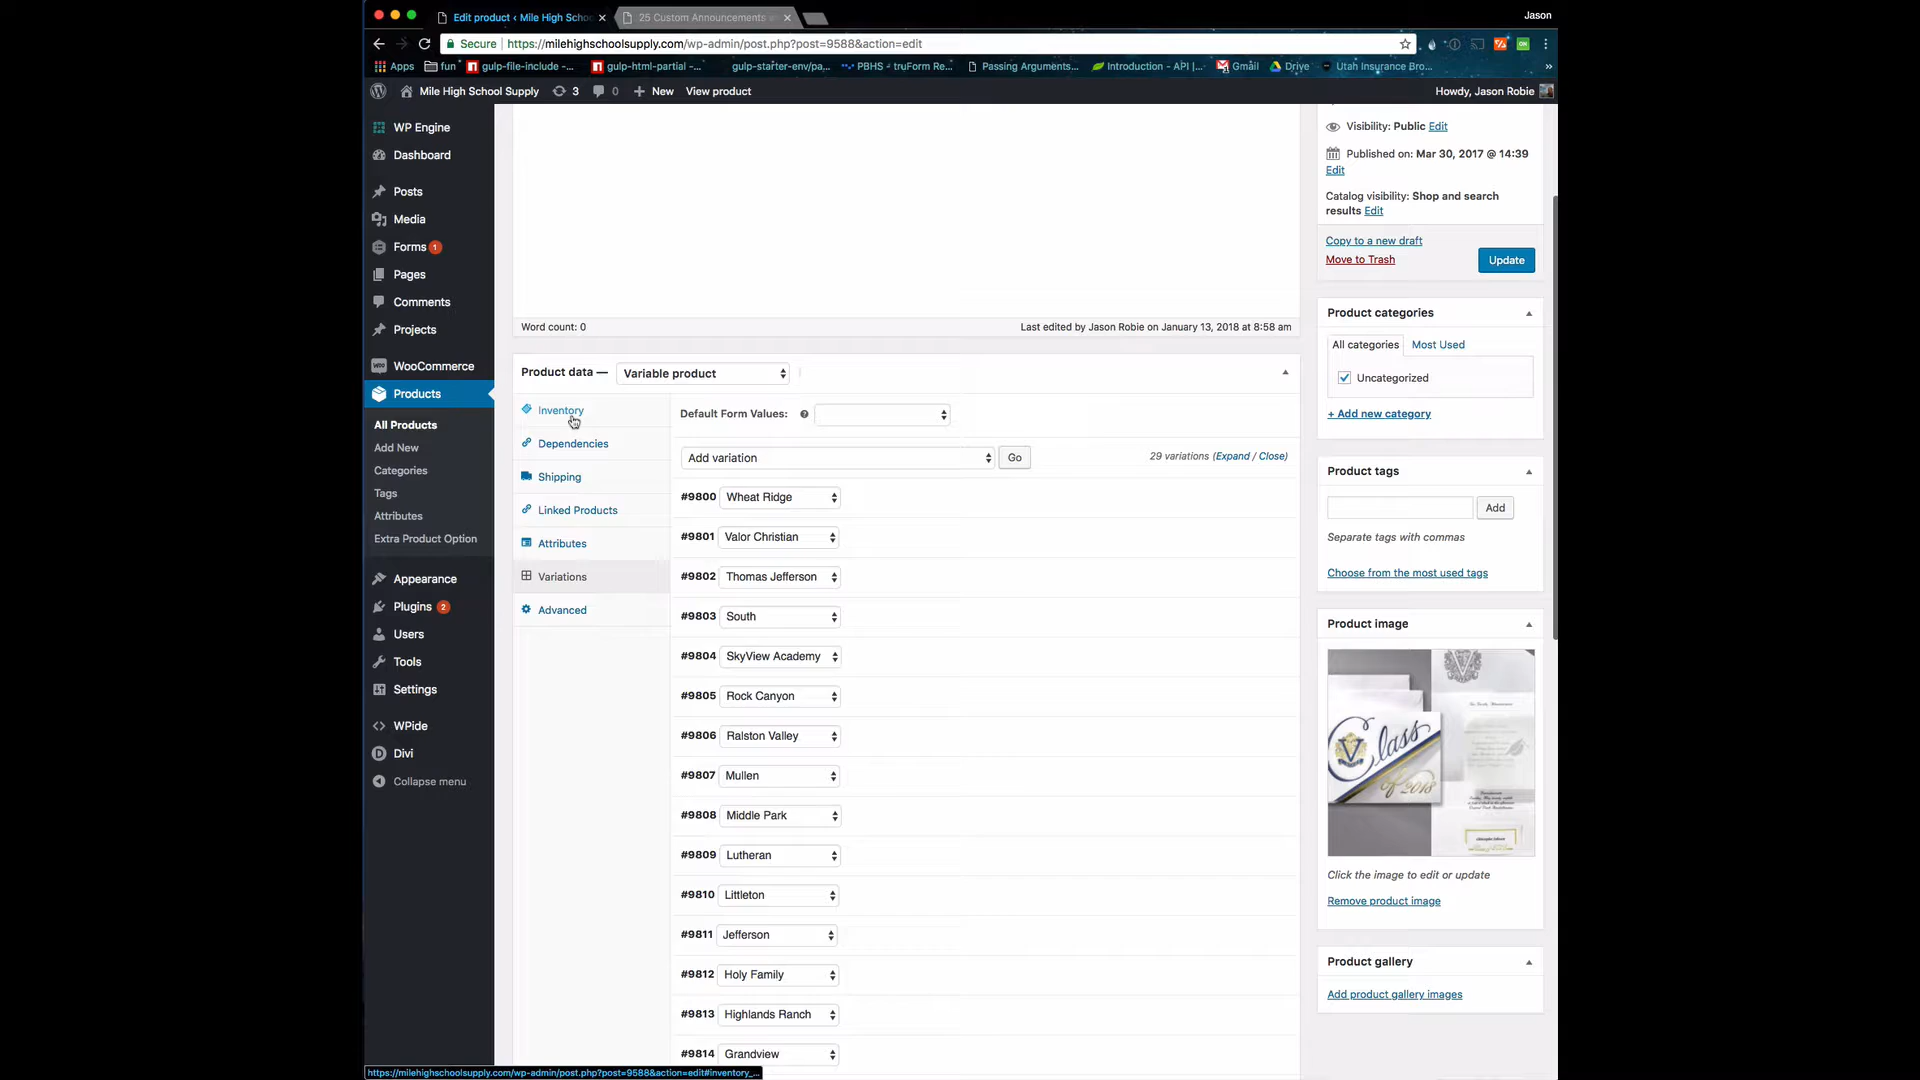 Edit product ‹ Mile High Scho
25 Custom Announcements
Jason
Secure
https://milehighschoolsupply.com/wp-admin/post.php?post=9588&action=edit
Apps
fun
gulp-file-include -...
gulp-html-partial -...
gulp-starter-env/pa...
PBHS - truForm Re...
Passing Arguments...
Introduction - API |...
Gmail
Drive
Utah Insurance Bro...
»
Mile High School Supply
3
0
New
View product
Howdy, Jason Robie
WP Engine
Dashboard
Posts
Media
Forms 1
Pages
Comments
Projects
WooCommerce
Products
All Products
Add New
Categories
Tags
Attributes
Extra Product Option
Appearance
Plugins 2
Users
Tools
Settings
WPide
Divi
Collapse menu
Word count: 0
Last edited by Jason Robie on January 13, 2018 at 8:58 am
Product data — Variable product
Inventory
Dependencies
Shipping
Linked Products
Attributes
Variations
Advanced
Default Form Values:
Add variation
Go
29 variations (Expand / Close)
#9800 Wheat Ridge
#9801 Valor Christian
#9802 Thomas Jefferson
#9803 South
#9804 SkyView Academy
#9805 Rock Canyon
#9806 Ralston Valley
#9807 Mullen
#9808 Middle Park
#9809 Lutheran
#9810 Littleton
#9811 Jefferson
#9812 Holy Family
#9813 Highlands Ranch
#9814 Grandview
Visibility: Public Edit
Published on: Mar 30, 2017 @ 14:39
Edit
Catalog visibility: Shop and search
results Edit
Copy to a new draft
Move to Trash
Update
Product categories
All categories
Most Used
Uncategorized
+ Add new category
Product tags
Add
Separate tags with commas
Choose from the most used tags
Product image
V
Class
of 2018
Click the image to edit or update
Remove product image
Product gallery
Add product gallery images
https://milehighschoolsupply.com/wp-admin/post.php?post=9588&action=edit#inventory_...